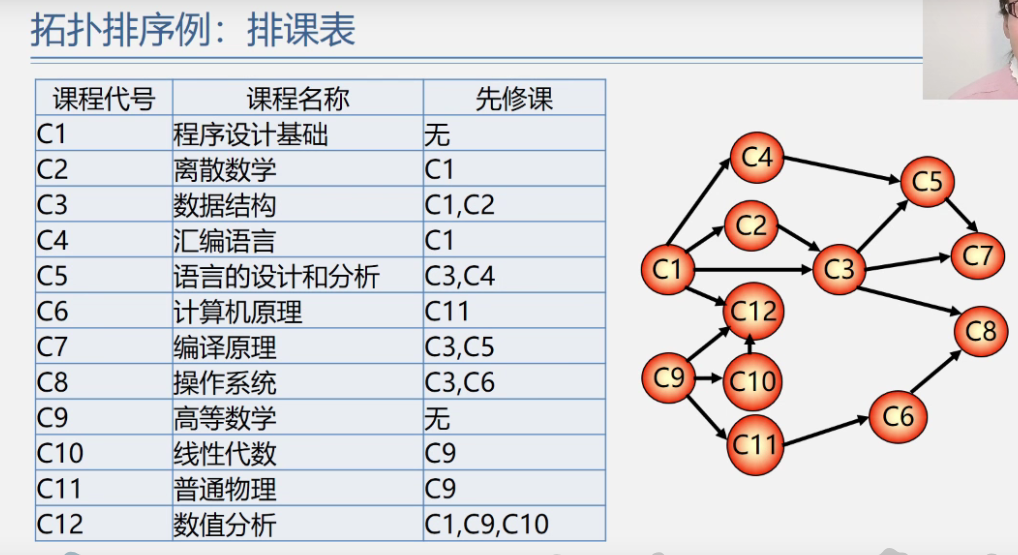 拓扑排序例：排课表
课程代号 课程名称 先修课
C1 程序设计基础 无
C2 离散数学 C1
C3 数据结构 C1,C2
C4 汇编语言 C1
C5 语言的设计和分析 C3,C4
C6 计算机原理 C11
C7 编译原理 C3,C5
C8 操作系统 C3,C6
C9 高等数学 无
C10 线性代数 C9
C11 普通物理 C9
C12 数值分析 C1,C9,C10
C4
C5
C2
C1
C3
C7
C12
C8
C9
C10
C6
C11